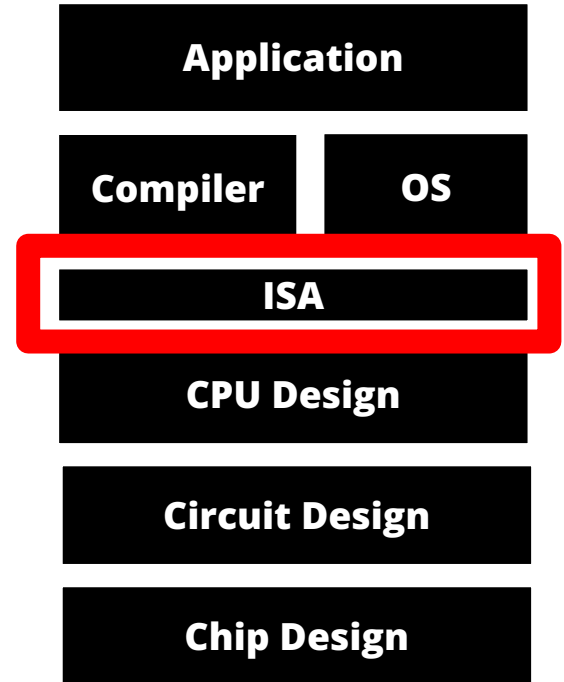 Application
Compiler
OS
ISA
CPU Design
Circuit Design
Chip Design